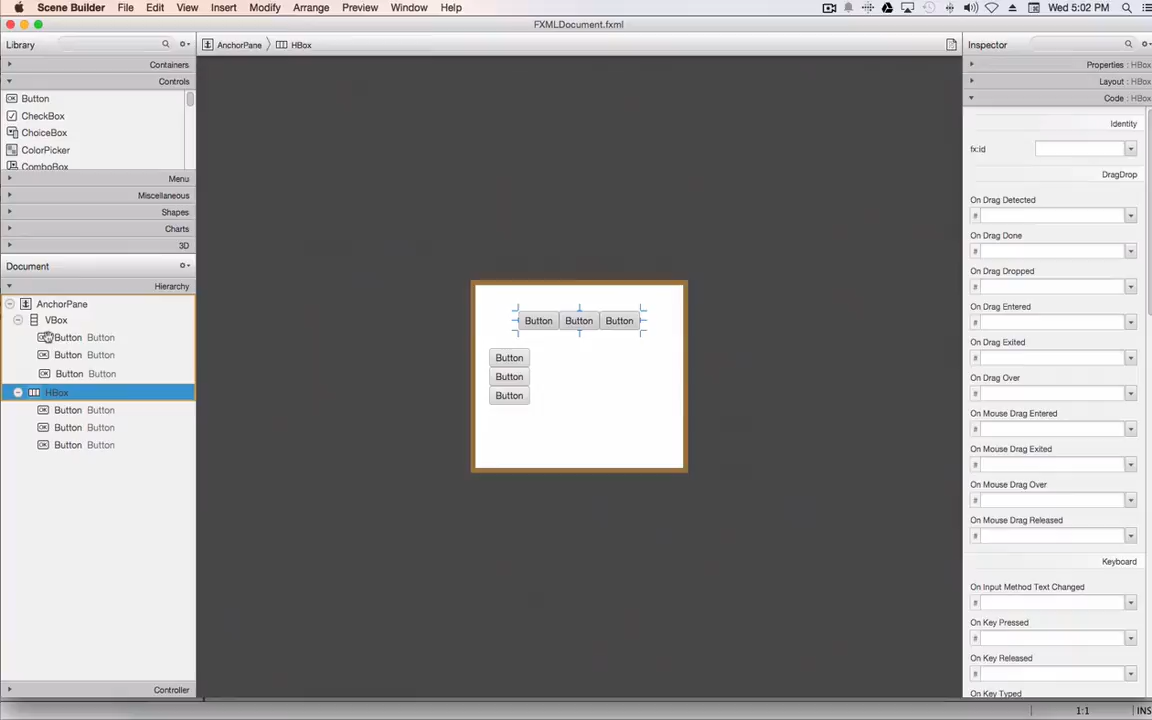 Scene Builder File Edit View Insert Modify Arrange Preview Window Help Wed 5:02 PM
FXMLDocument.fxml
Library
AnchorPane HBox
Inspector
Containers
Controls
Button
CheckBox
ChoiceBox
ColorPicker
ComboBox
Menu
Miscellaneous
Shapes
Charts
3D
Document
Hierarchy
AnchorPane
VBox
OK Button Button
OK Button Button
OK Button Button
HBox
OK Button Button
OK Button Button
OK Button Button
Controller
Button Button Button
Button
Button
Button
Properties : HBox
Layout : HBox
Code : HBox
Identity
fx:id
DragDrop
On Drag Detected
#
On Drag Done
#
On Drag Dropped
#
On Drag Entered
#
On Drag Exited
#
On Drag Over
#
On Mouse Drag Entered
#
On Mouse Drag Exited
#
On Mouse Drag Over
#
On Mouse Drag Released
#
Keyboard
On Input Method Text Changed
#
On Key Pressed
#
On Key Released
#
On Key Typed
1:1 INS